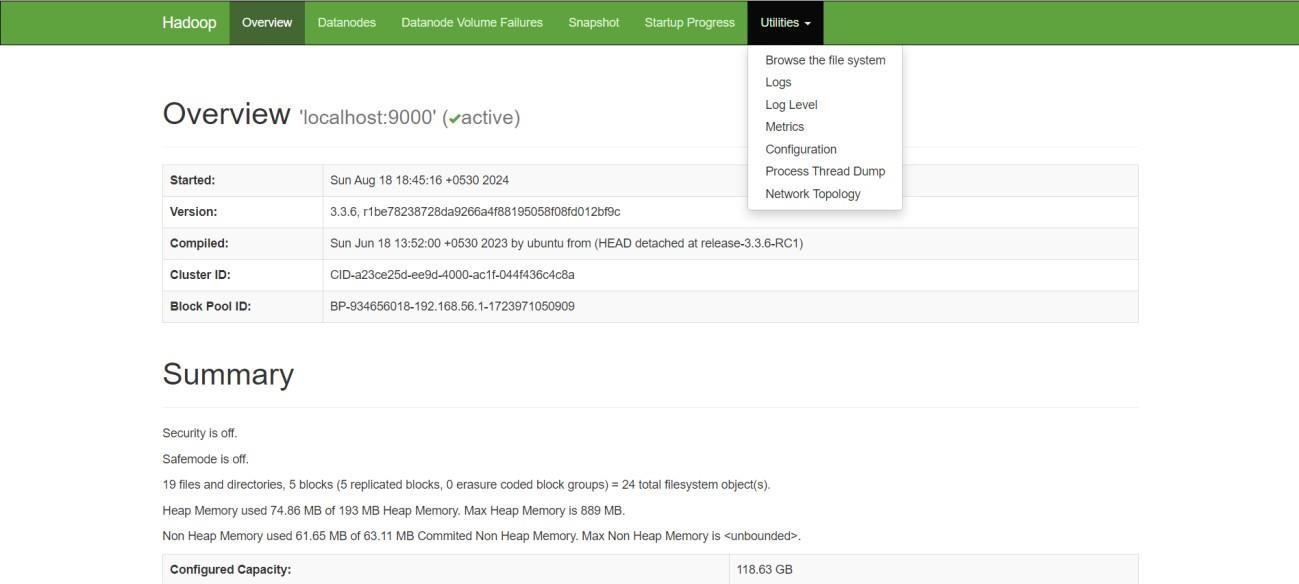 Hadoop Overview Datanodes Datanode Volume Failures Snapshot Startup Progress Utilities
Browse the file system
Logs
Log Level
Metrics
Configuration
Process Thread Dump
Network Topology
Overview 'localhost:9000' (✔active)
Started: Sun Aug 18 18:45:16 +0530 2024
Version: 3.3.6, r1be78238728da9266a4f88195058f08fd012bf9c
Compiled: Sun Jun 18 13:52:00 +0530 2023 by ubuntu from (HEAD detached at release-3.3.6-RC1)
Cluster ID: CID-a23ce25d-ee9d-4000-ac1f-044f436c4c8a
Block Pool ID: BP-934656018-192.168.56.1-1723971050909
Summary
Security is off.
Safemode is off.
19 files and directories, 5 blocks (5 replicated blocks, 0 erasure coded block groups) = 24 total filesystem object(s).
Heap Memory used 74.86 MB of 193 MB Heap Memory. Max Heap Memory is 889 MB.
Non Heap Memory used 61.65 MB of 63.11 MB Commited Non Heap Memory. Max Non Heap Memory is <unbounded>.
Configured Capacity: 118.63 GB